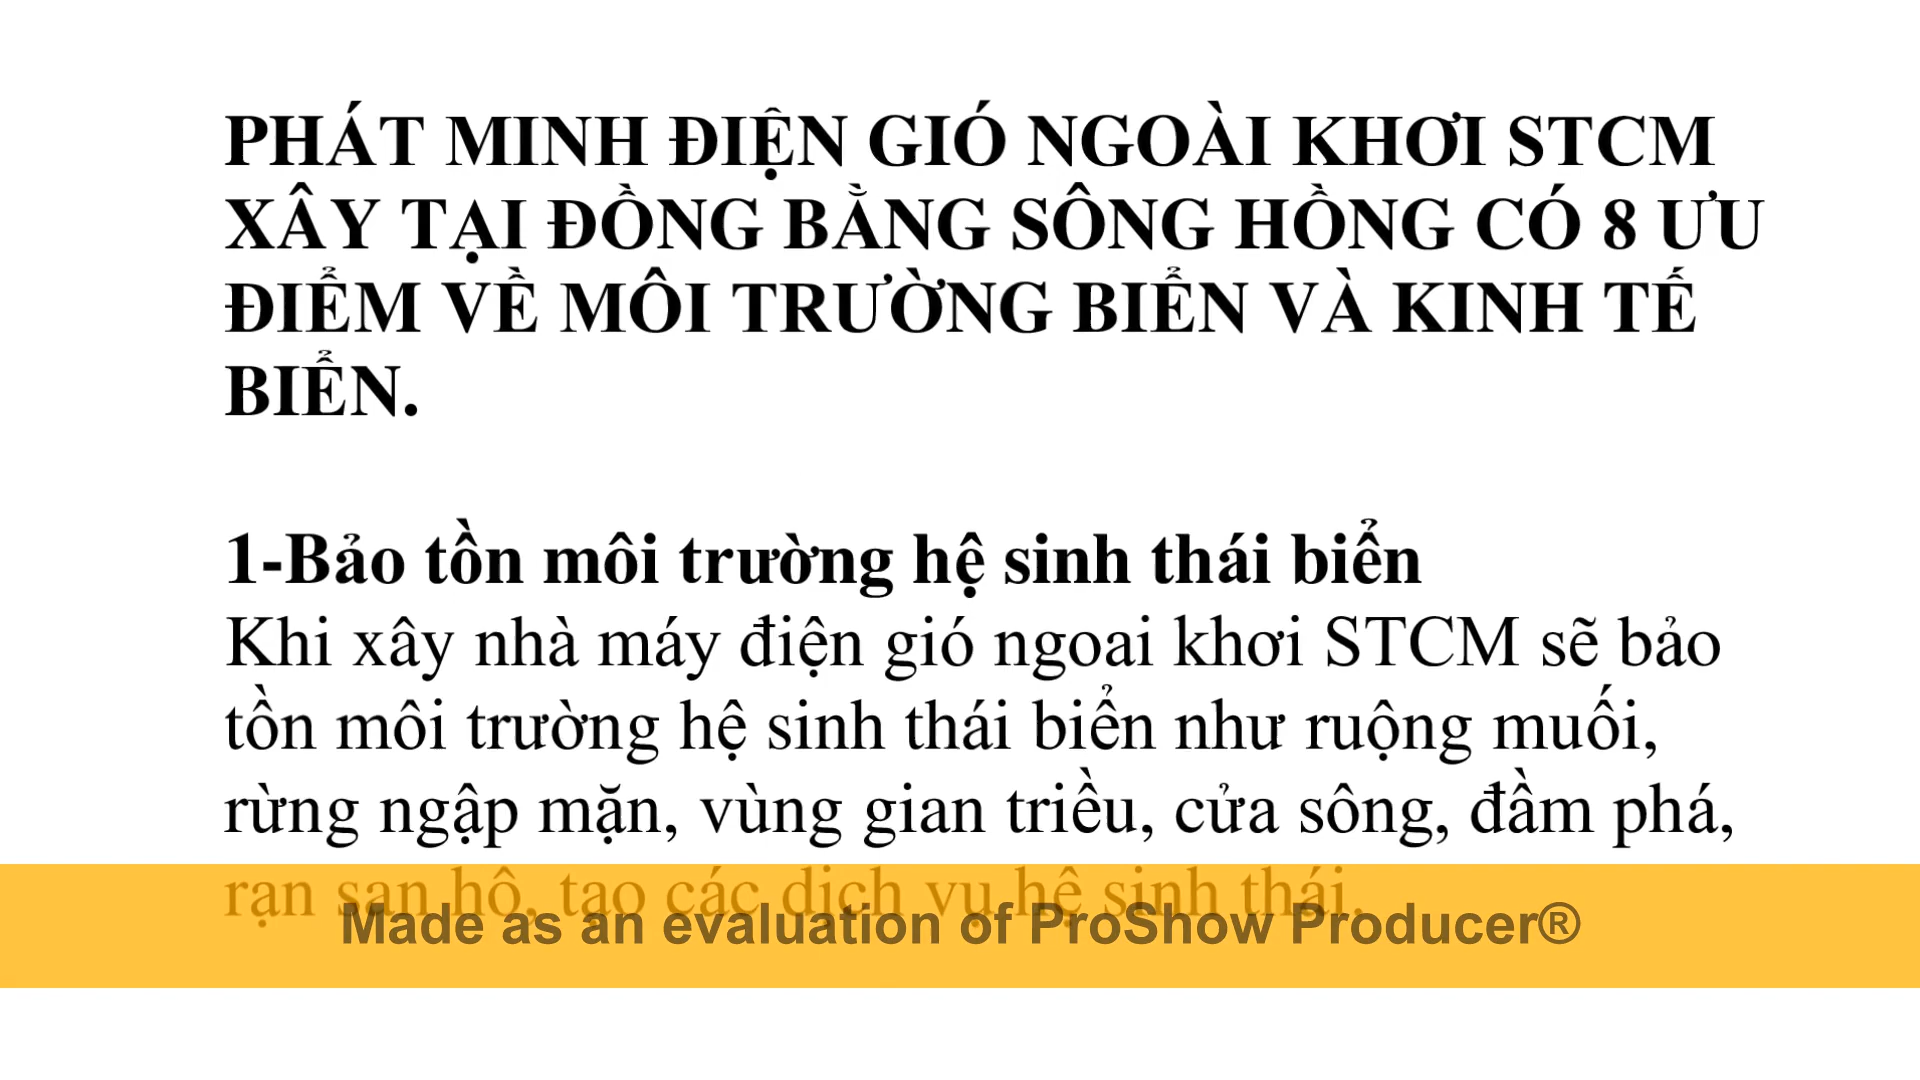 PHÁT MINH ĐIỆN GIÓ NGOÀI KHƠI STCM
XÂY TẠI ĐỒNG BẰNG SÔNG HỒNG CÓ 8 ƯU
ĐIỂM VỀ MÔI TRƯỜNG BIỂN VÀ KINH TẾ
BIỂN.
1-Bảo tồn môi trường hệ sinh thái biển
Khi xây nhà máy điện gió ngoai khơi STCM sẽ bảo
tồn môi trường hệ sinh thái biển như ruộng muối,
rừng ngập mặn, vùng gian triều, cửa sông, đầm phá,
rạn san hô, tạo các dịch vụ hệ sinh thái.
Made as an evaluation of ProShow Producer®